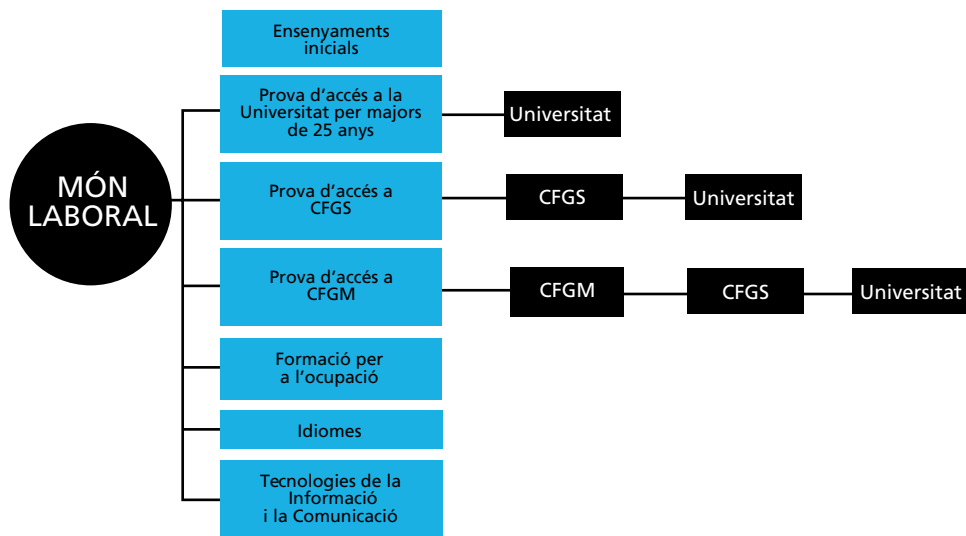 Ensenyaments
inicials
Prova d'accés a la
Universitat per majors
de 25 anys
Universitat
MÓN
LABORAL
Prova d'accés a
CFGS
CFGS
Universitat
Prova d'accés a
CFGM
CFGM
CFGS
Universitat
Formació per
a l'ocupació
Idiomes
Tecnologies de la
Informació
i la Comunicació